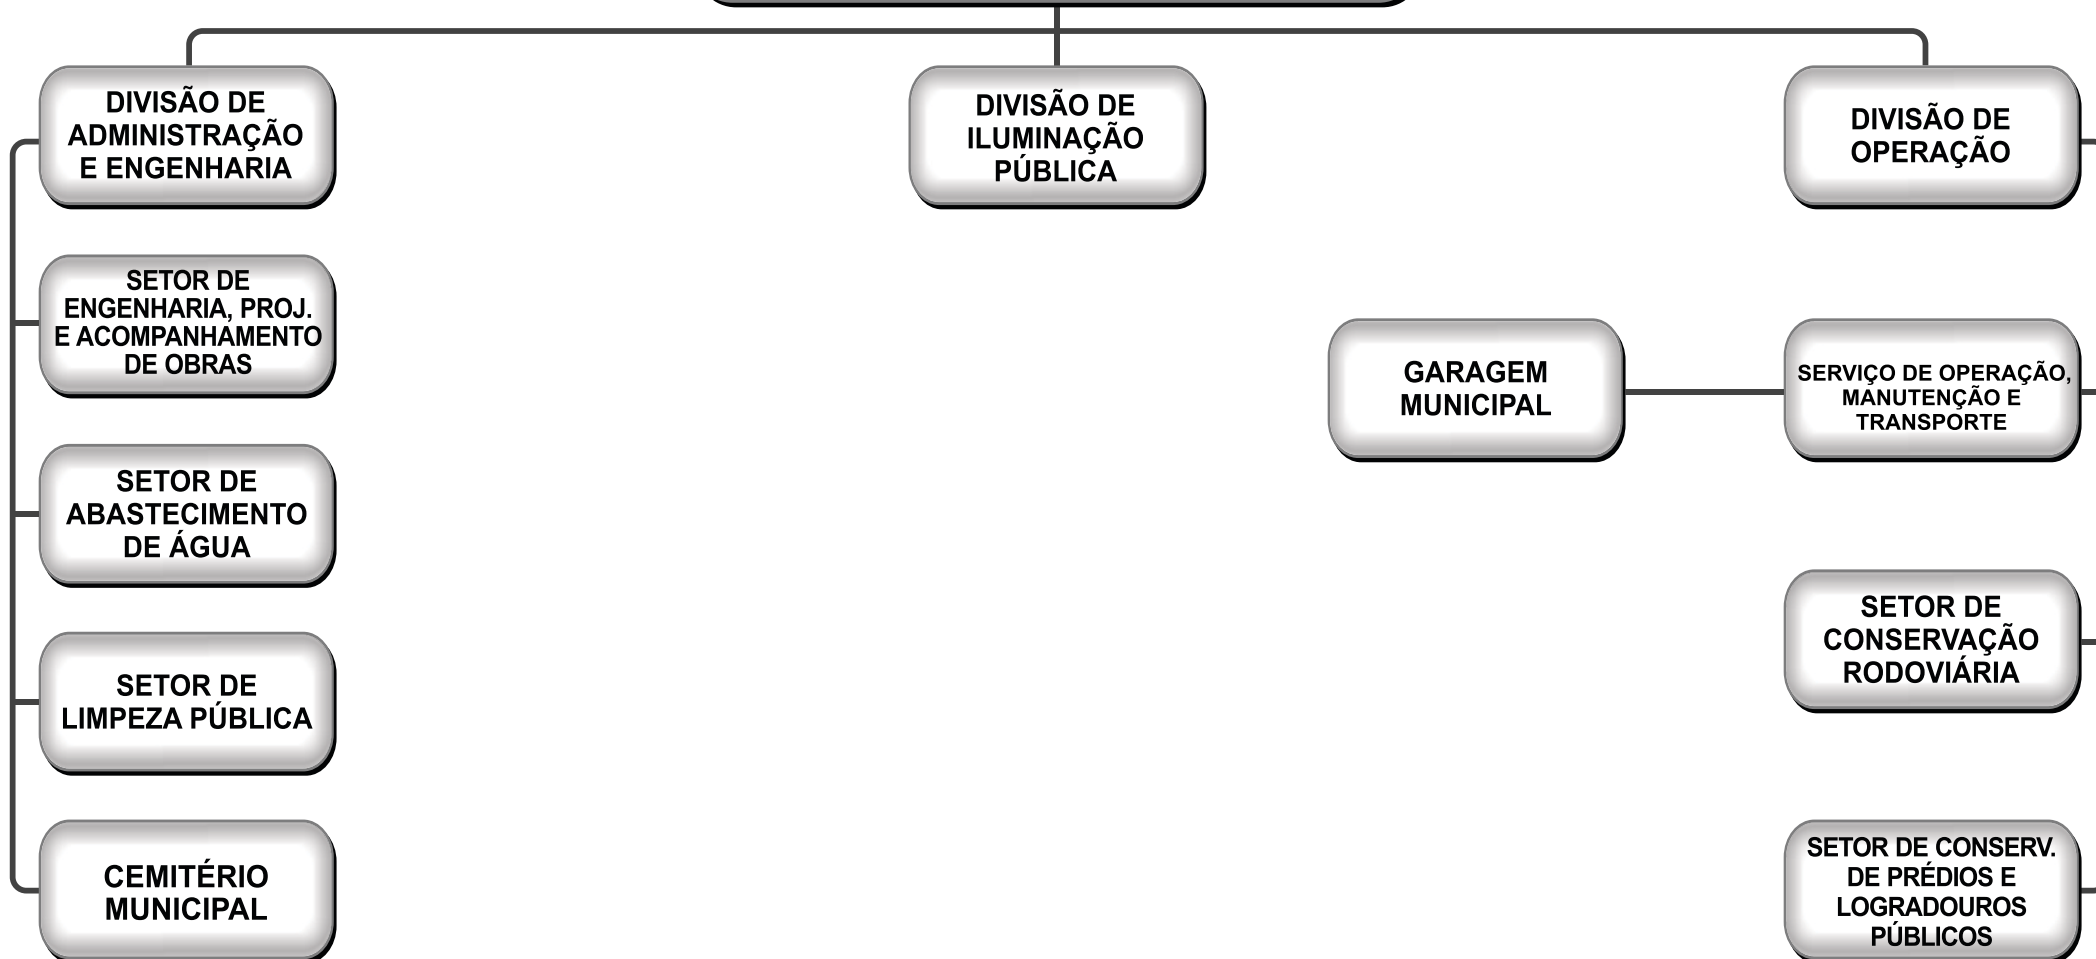 DIVISÃO DE
ADMINISTRAÇÃO
E ENGENHARIA
DIVISÃO DE
ILUMINAÇÃO
PÚBLICA
DIVISÃO DE
OPERAÇÃO
SETOR DE
ENGENHARIA, PROJ.
E ACOMPANHAMENTO
DE OBRAS
GARAGEM
MUNICIPAL
SERVIÇO DE OPERAÇÃO,
MANUTENÇÃO E
TRANSPORTE
SETOR DE
ABASTECIMENTO
DE ÁGUA
SETOR DE
CONSERVAÇÃO
RODOVIÁRIA
SETOR DE
LIMPEZA PÚBLICA
CEMITÉRIO
MUNICIPAL
SETOR DE CONSERV.
DE PRÉDIOS E
LOGRADOUROS
PÚBLICOS